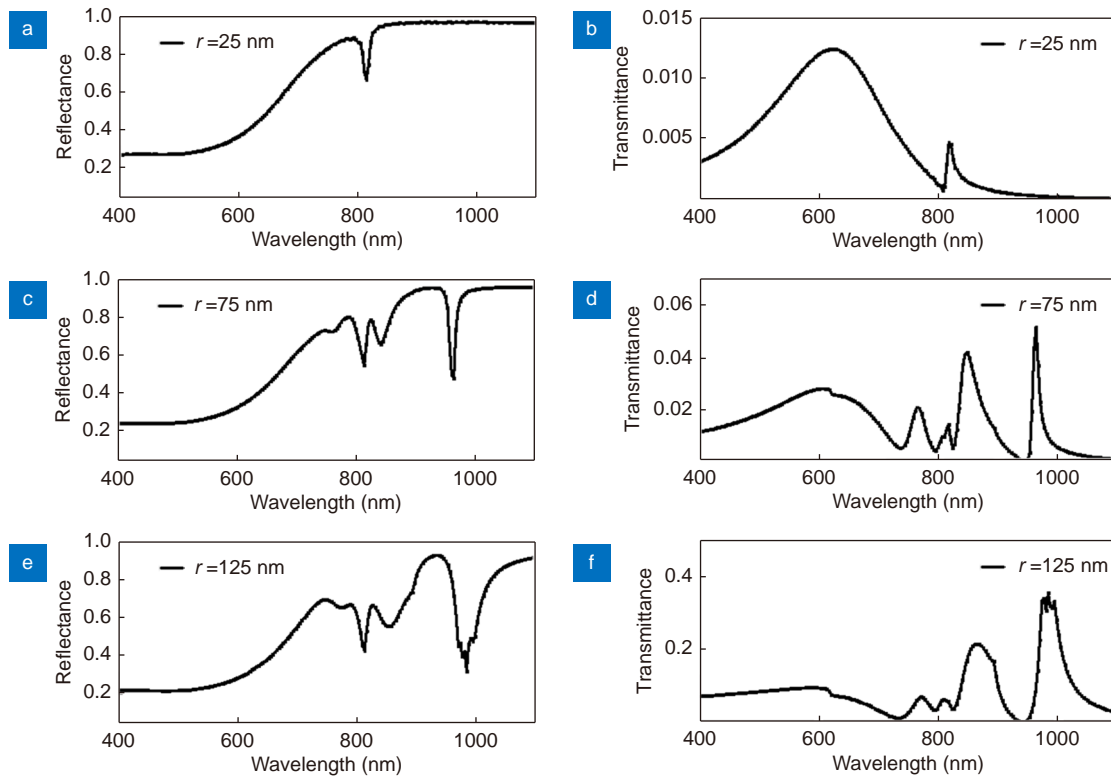 a
1.0
0.8
0.6
0.4
0.2
Reflectance
r=25 nm
400 600 800 1000
Wavelength (nm)
b
0.015
0.010
0.005
Transmittance
r=25 nm
400 600 800 1000
Wavelength (nm)
c
1.0
0.8
0.6
0.4
0.2
Reflectance
r=75 nm
400 600 800 1000
Wavelength (nm)
d
0.06
0.04
0.02
Transmittance
r=75 nm
400 600 800 1000
Wavelength (nm)
e
1.0
0.8
0.6
0.4
0.2
Reflectance
r=125 nm
400 600 800 1000
Wavelength (nm)
f
0.4
0.2
Transmittance
r=125 nm
400 600 800 1000
Wavelength (nm)